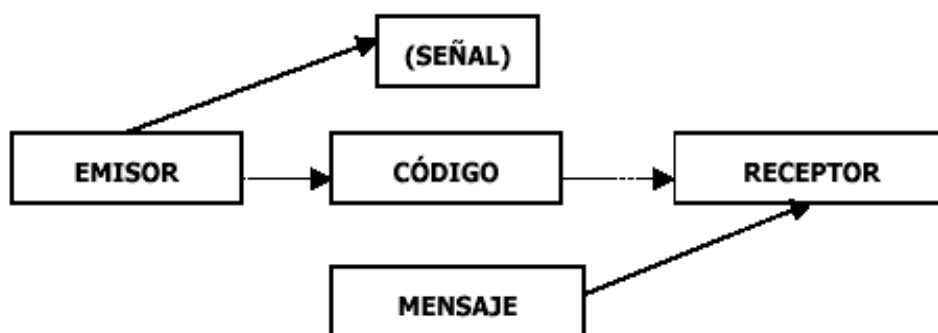 (SEÑAL)
EMISOR
CÓDIGO
RECEPTOR
MENSAJE